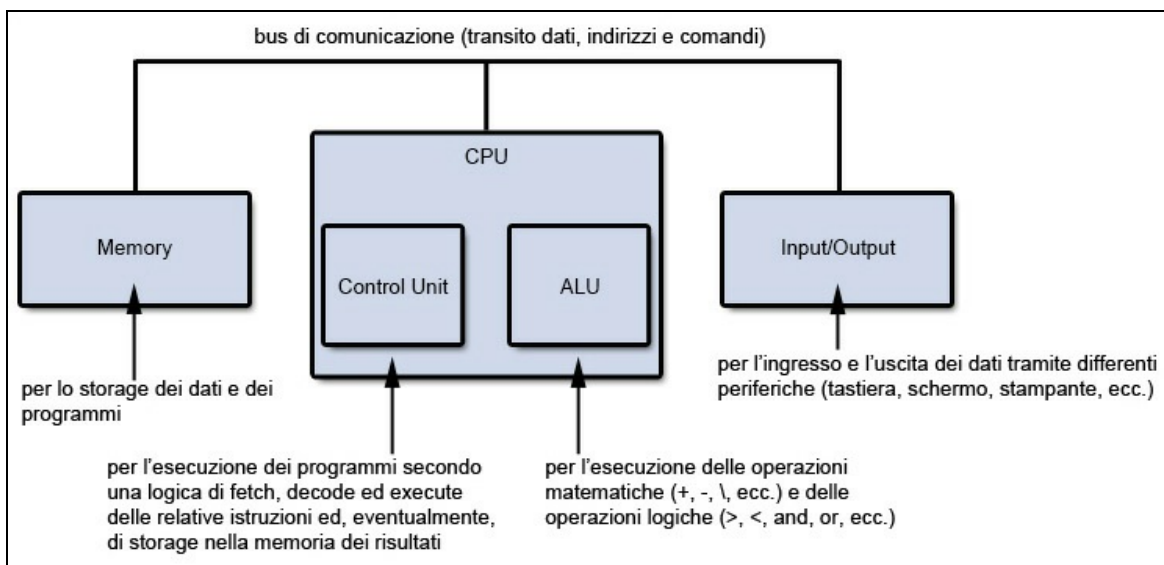 bus di comunicazione (transito dati, indirizzi e comandi)
CPU
Memory
Control Unit
ALU
Input/Output
per lo storage dei dati e dei
programmi
per l'ingresso e l'uscita dei dati tramite differenti
periferiche (tastiera, schermo, stampante, ecc.)
per l'esecuzione dei programmi secondo
una logica di fetch, decode ed execute
delle relative istruzioni ed, eventualmente,
di storage nella memoria dei risultati
per l'esecuzione delle operazioni
matematiche (+, -, \, ecc.) e delle
operazioni logiche (>, <, and, or, ecc.)